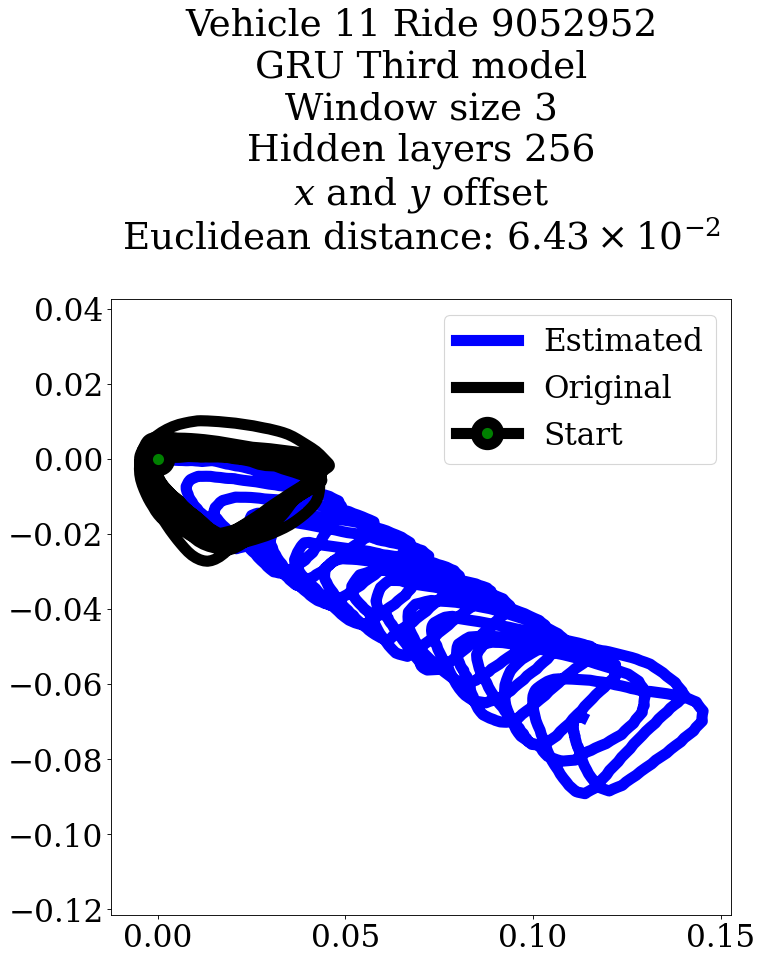 Vehicle 11 Ride 9052952
GRU Third model
Window size 3
Hidden layers 256
x and y offset
Euclidean distance: 6.43 × 10⁻²
Estimated
Original
Start
0.04
0.02
0.00
−0.02
−0.04
−0.06
−0.08
−0.10
−0.12
0.00 0.05 0.10 0.15